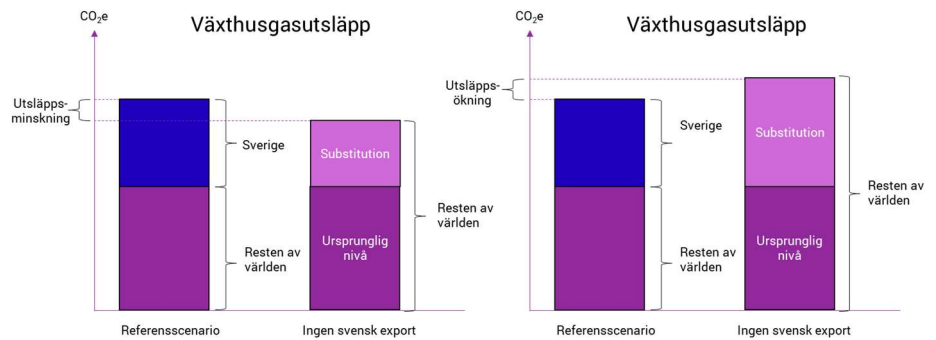 Växthusgasutsläpp
CO₂e
Utsläpps-
minskning
Sverige
Substitution
Resten av
världen
Ursprunglig
nivå
Resten av
världen
Referensscenario
Ingen svensk export
Växthusgasutsläpp
CO₂e
Utsläpps-
ökning
Sverige
Substitution
Resten av
världen
Ursprunglig
nivå
Resten av
världen
Referensscenario
Ingen svensk export